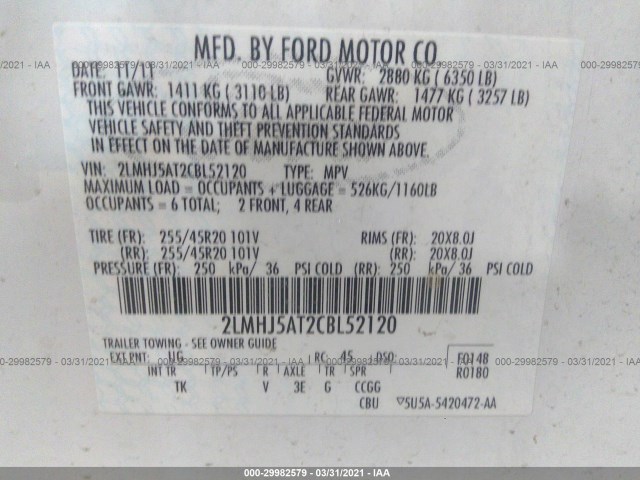 MFD. BY FORD MOTOR CO
DATE: 11/11 GVWR: 2880 KG ( 6350 LB)
FRONT GAWR: 1411 KG ( 3110 LB) REAR GAWR: 1477 KG ( 3257 LB)
THIS VEHICLE CONFORMS TO ALL APPLICABLE FEDERAL MOTOR
VEHICLE SAFETY AND THEFT PREVENTION STANDARDS
IN EFFECT ON THE DATE OF MANUFACTURE SHOWN ABOVE.
VIN: 2LMHJ5AT2CBL52120 TYPE: MPV
MAXIMUM LOAD = OCCUPANTS + LUGGAGE = 526KG/1160LB
OCCUPANTS = 6 TOTAL; 2 FRONT, 4 REAR
TIRE (FR): 255/45R20 101V RIMS (FR): 20X8.0J
(RR): 255/45R20 101V (RR): 20X8.0J
PRESSURE (FR): 250 kPa/ 36 PSI COLD (RR): 250 kPa/ 36 PSI COLD
2LMHJ5AT2CBL52120
TRAILER TOWING - SEE OWNER GUIDE
EXT PNT: UG RC: 45 DSO: F0148
INT TR TP/PS R AXLE TR SPR R0180
TK V 3E G CCGG
CBU 5U5A-5420472-AA
000-29982579 - 03/31/2021 - IAA